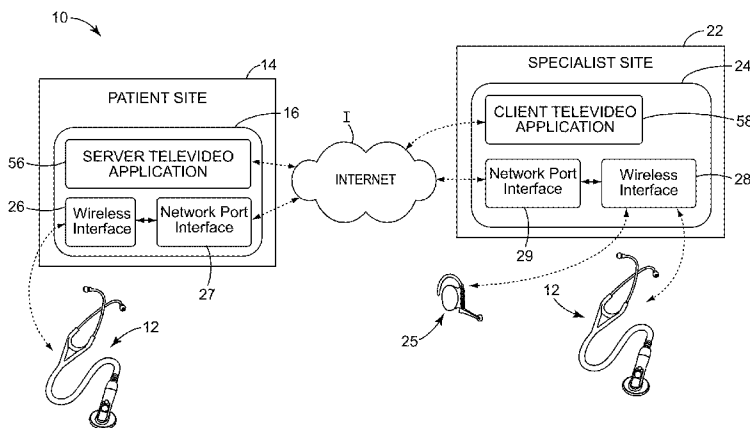 10
14
PATIENT SITE
16
56
SERVER TELEVIDEO
APPLICATION
26
Wireless
Interface
Network Port
Interface
27
12
I
INTERNET
22
SPECIALIST SITE
24
CLIENT TELEVIDEO
APPLICATION
58
Network Port
Interface
29
Wireless
Interface
28
25
12